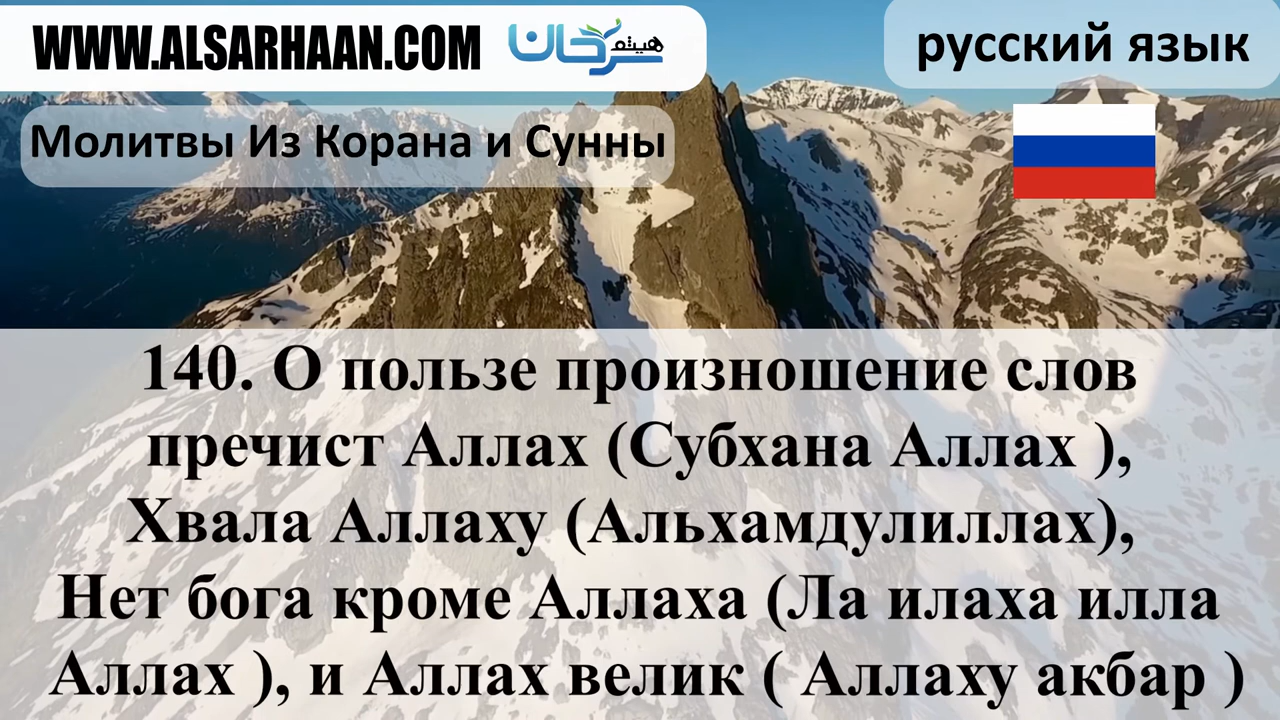 WWW.ALSARHAAN.COM
هيثم سرحان
русский язык
Молитвы Из Корана и Сунны
140. О пользе произношение слов
пречист Аллах (Субхана Аллах ),
Хвала Аллаху (Альхамдулиллах),
Нет бога кроме Аллаха (Ла илаха илла
Аллах ), и Аллах велик ( Аллаху акбар )